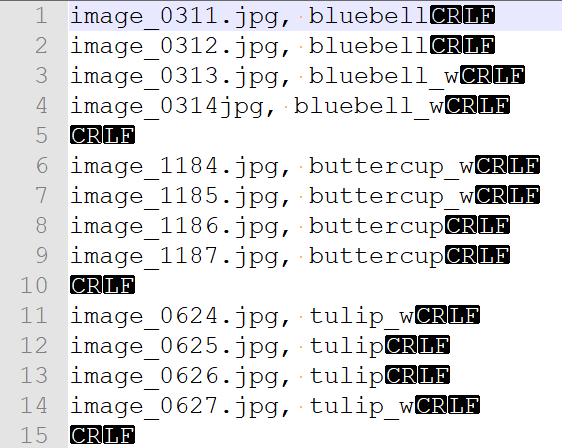 1 image_0311.jpg, bluebellCRLF
2 image_0312.jpg, bluebellCRLF
3 image_0313.jpg, bluebell_wCRLF
4 image_0314jpg, bluebell_wCRLF
5 CRLF
6 image_1184.jpg, buttercup_wCRLF
7 image_1185.jpg, buttercup_wCRLF
8 image_1186.jpg, buttercupCRLF
9 image_1187.jpg, buttercupCRLF
10 CRLF
11 image_0624.jpg, tulip_wCRLF
12 image_0625.jpg, tulipCRLF
13 image_0626.jpg, tulipCRLF
14 image_0627.jpg, tulip_wCRLF
15 CRLF